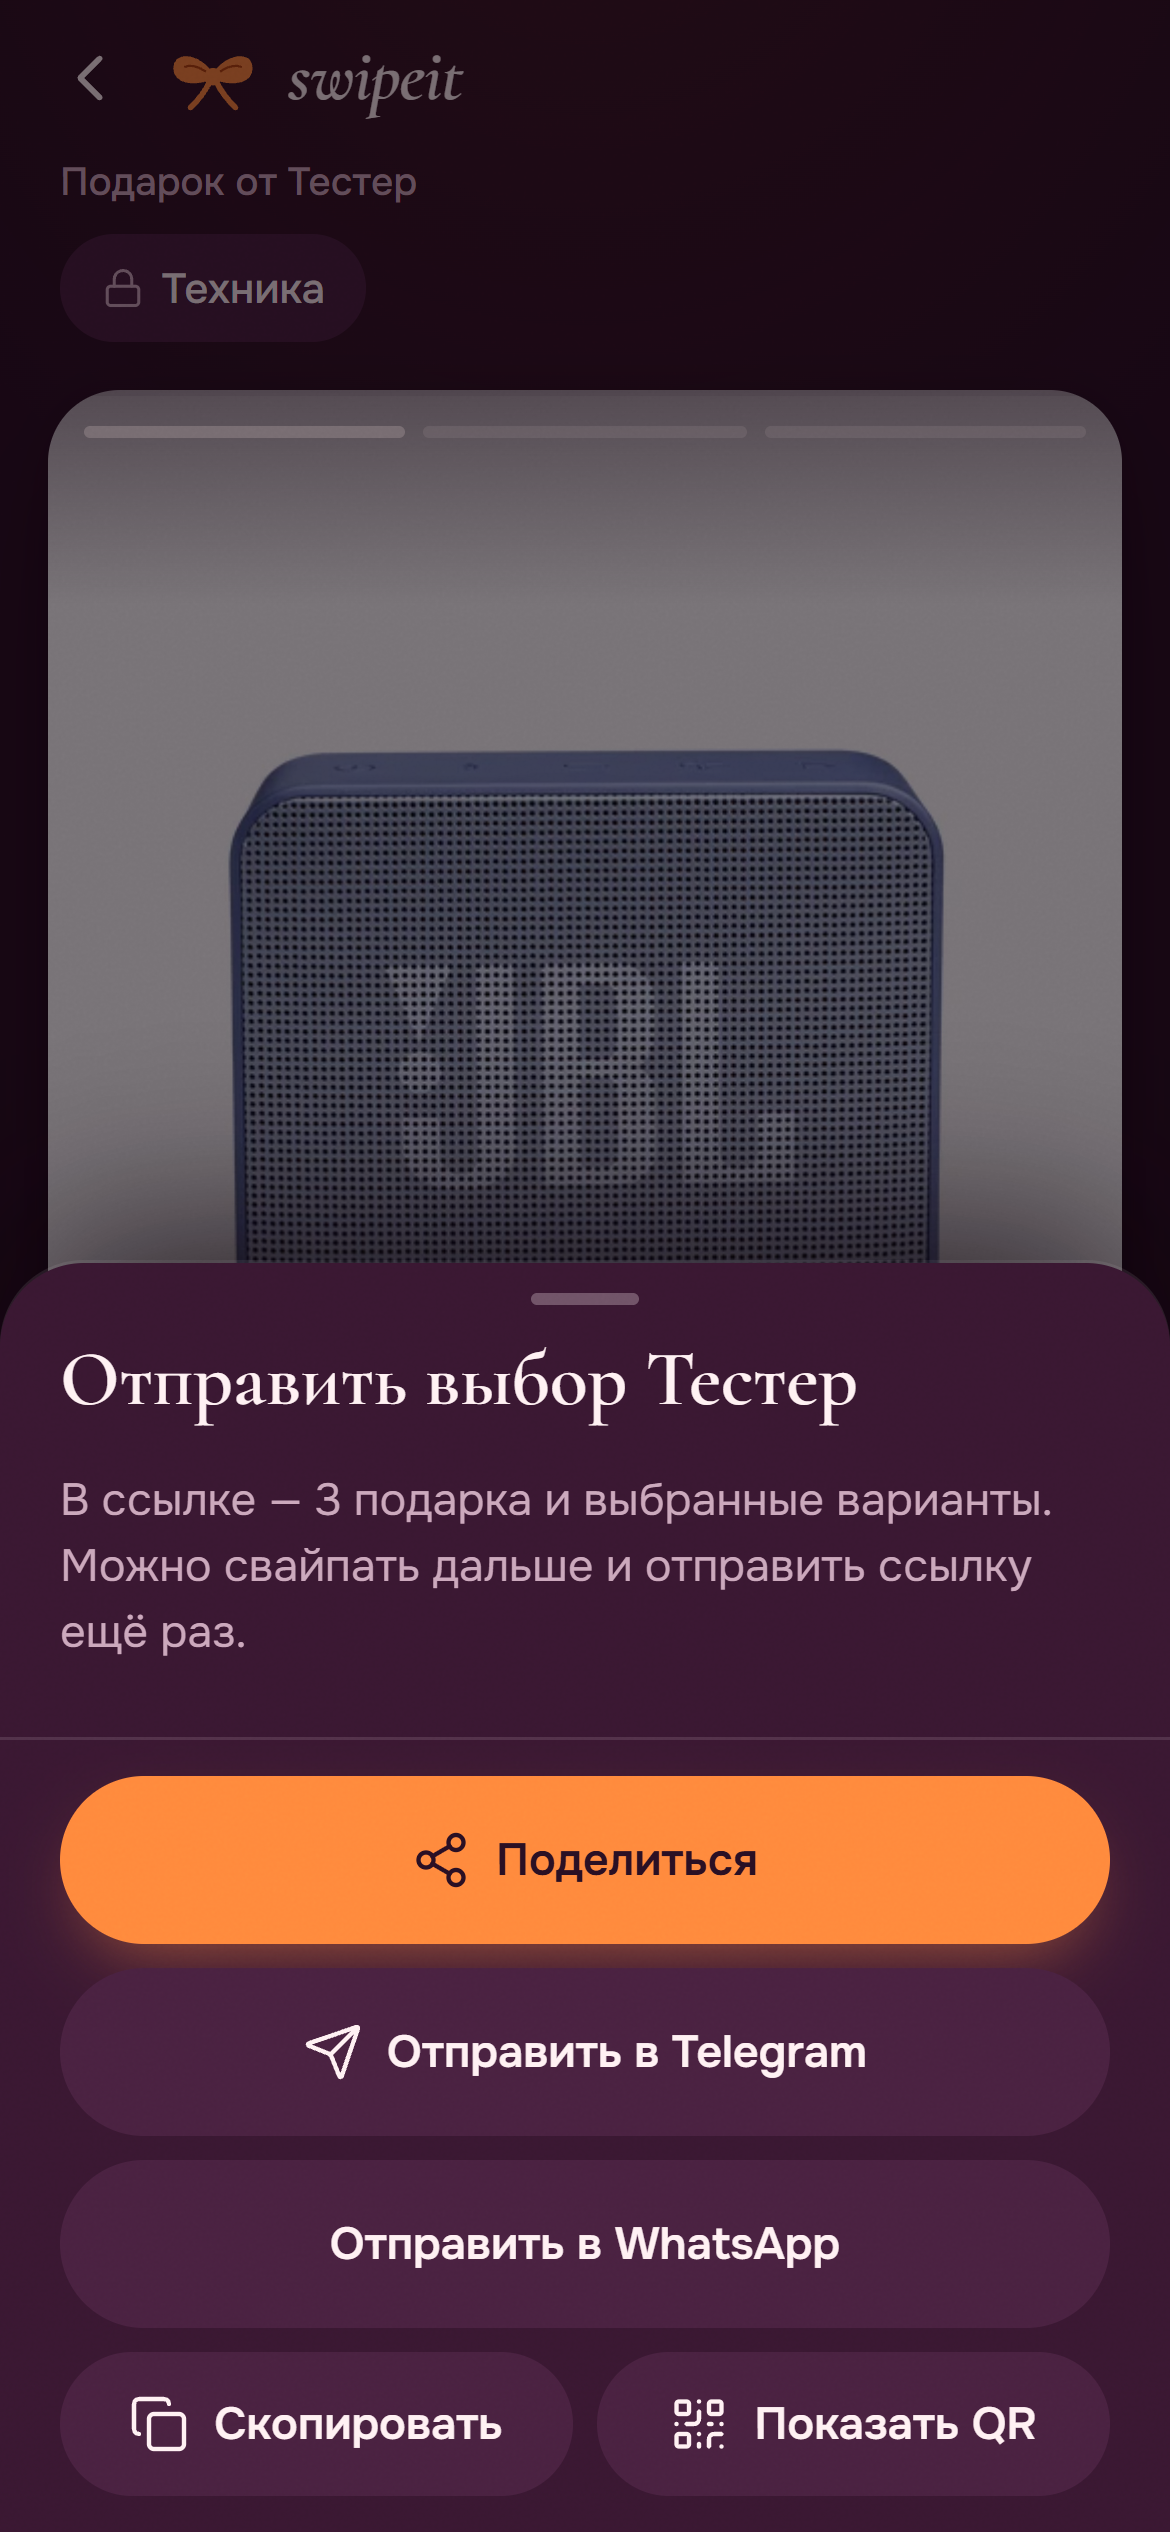 swipeit
Подарок от Тестер
Техника
JBL
Отправить выбор Тестер
В ссылке — 3 подарка и выбранные варианты.
Можно свайпать дальше и отправить ссылку
ещё раз.
Поделиться
Отправить в Telegram
Отправить в WhatsApp
Скопировать
Показать QR